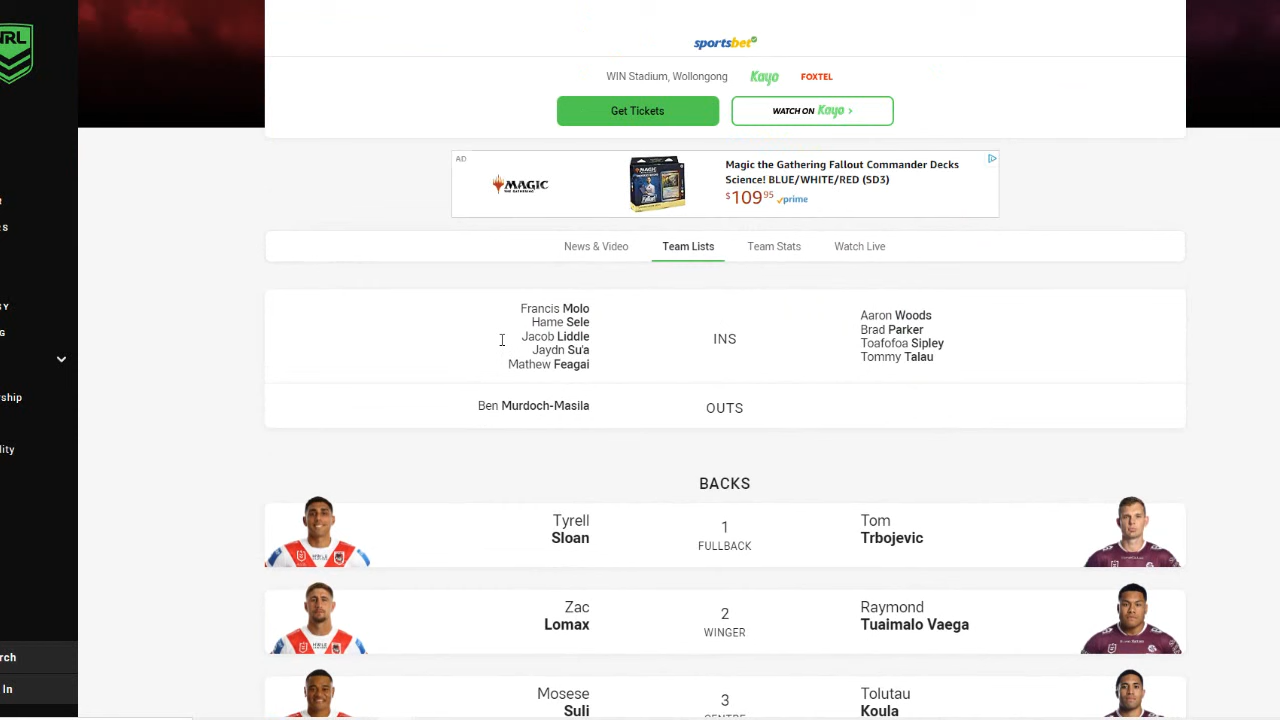 NRL
sportsbet
WIN Stadium, Wollongong Kayo FOXTEL
Get Tickets WATCH ON Kayo >
AD
Magic the Gathering Fallout Commander Decks
MAGIC Science! BLUE/WHITE/RED (SD3)
$109.95 prime
News & Video Team Lists Team Stats Watch Live
Francis Molo
Hame Sele
Jacob Liddle
Jaydn Su'a
Mathew Feagai
INS
Aaron Woods
Brad Parker
Toafofoa Sipley
Tommy Talau
rship
Ben Murdoch-Masila OUTS
lity
BACKS
Tyrell
Sloan
1
FULLBACK
Tom
Trbojevic
Zac
Lomax
2
WINGER
Raymond
Tuaimalo Vaega
rch
In
Mosese
Suli
3
CENTRE
Tolutau
Koula